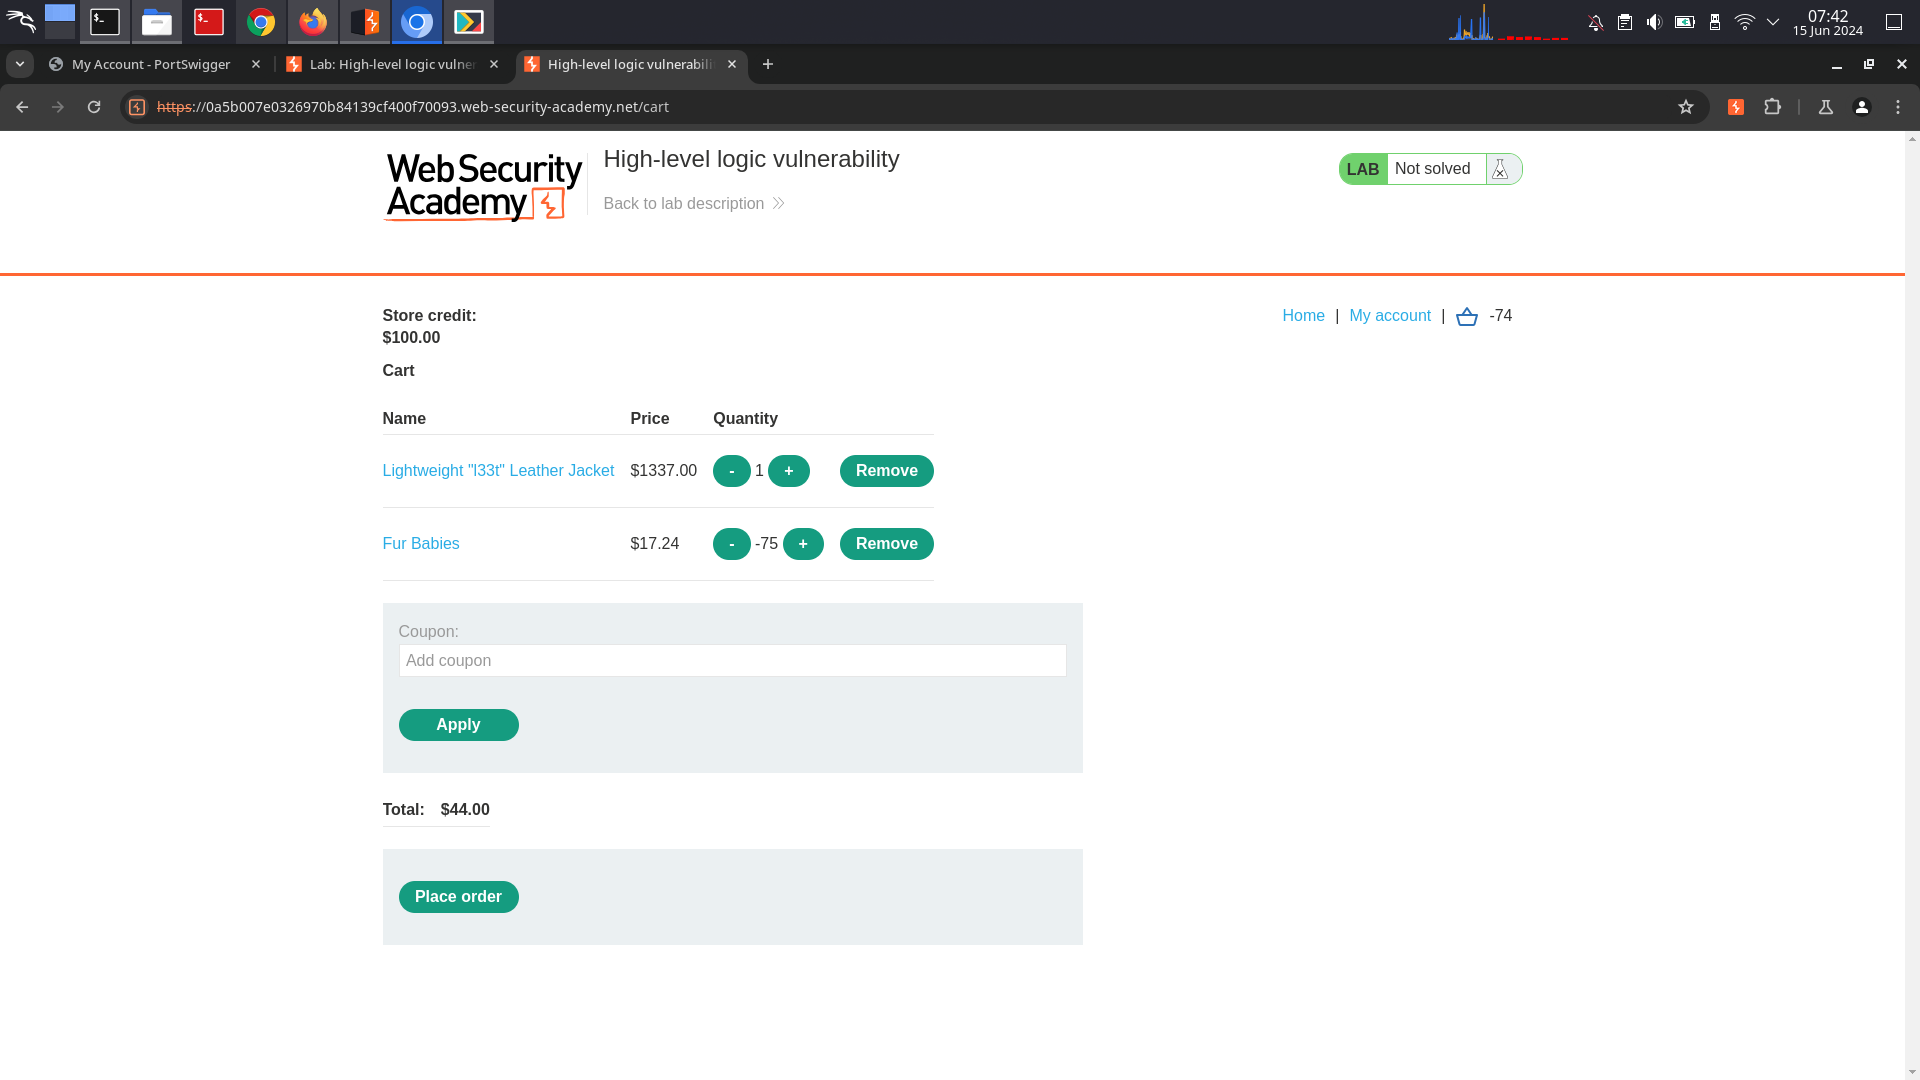 07:42
15 Jun 2024
My Account - PortSwigger
Lab: High-level logic vulner
High-level logic vulnerabili
https://0a5b007e0326970b84139cf400f70093.web-security-academy.net/cart
Web Security
Academy
High-level logic vulnerability
Back to lab description
LAB Not solved
Store credit:
$100.00
Home | My account | -74
Cart
Name Price Quantity
Lightweight "l33t" Leather Jacket $1337.00 - 1 + Remove
Fur Babies $17.24 - -75 + Remove
Coupon:
Add coupon
Apply
Total: $44.00
Place order